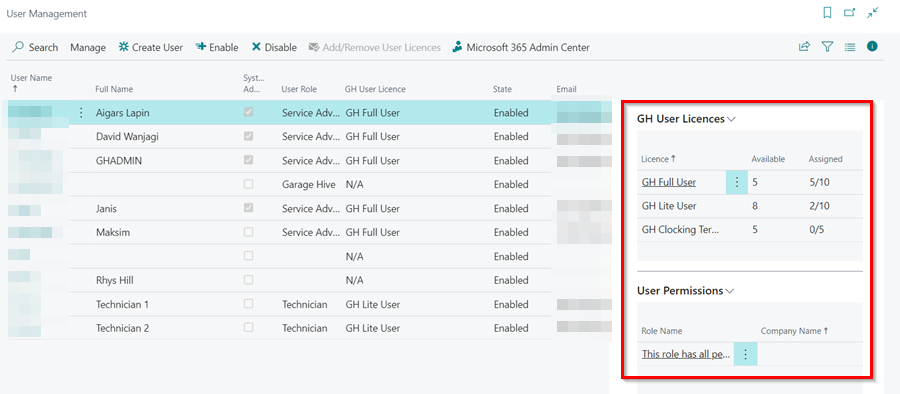 User Management
Search Manage Create User Enable Disable Add/Remove User Licences Microsoft 365 Admin Center
User Name ↑ Full Name Syst... Ad... User Role GH User Licence State Email
Aigars Lapin Service Adv... GH Full User Enabled
David Wanjagi Service Adv... GH Full User Enabled
GHADMIN Service Adv... GH Full User Enabled
Garage Hive N/A Enabled
Janis Service Adv... GH Full User Enabled
Maksim Service Adv... GH Full User Enabled
N/A Enabled
Rhys Hill N/A Enabled
Technician 1 Technician GH Lite User Enabled
Technician 2 Technician GH Lite User Enabled
GH User Licences
Licence ↑ Available Assigned
GH Full User 5 5/10
GH Lite User 8 2/10
GH Clocking Ter... 5 0/5
User Permissions
Role Name Company Name ↑
This role has all pe...